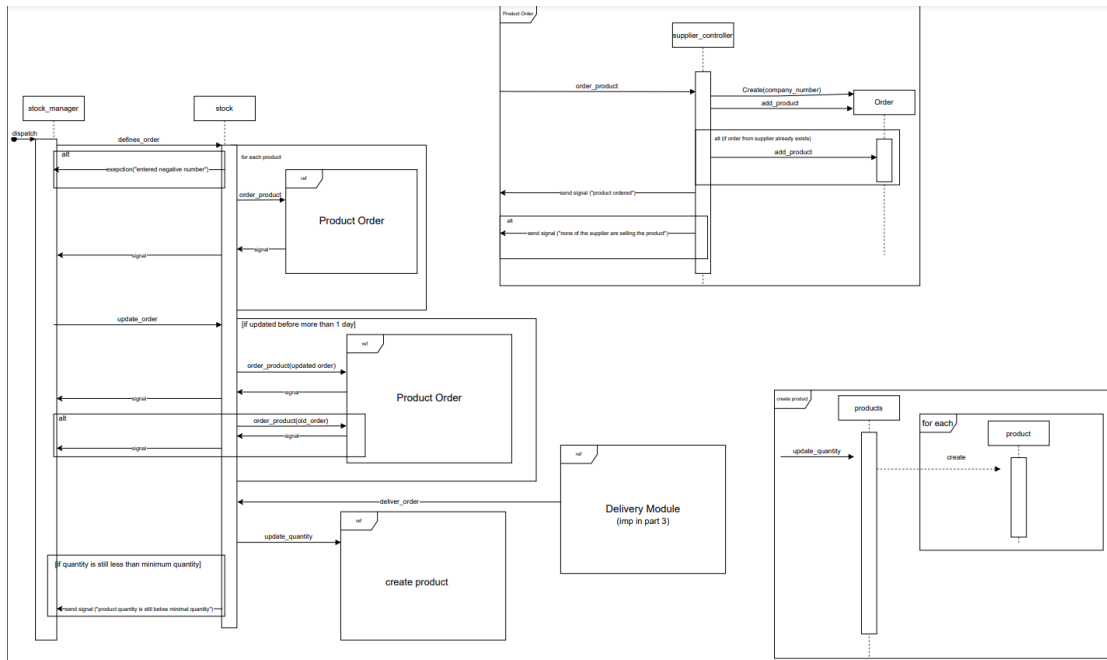 Product Order
supplier_controller
order_product
Create(company_number)
add_product
Order
alt (if order from supplier already exists)
add_product
send signal ("product ordered")
alt
send signal ("none of the supplier are selling the product")
stock_manager
stock
dispatch
defines_order
alt
exepction("entered negative number")
for each product
ref
order_product
Product Order
signal
signal
update_order
[if updated before more than 1 day]
ref
order_product(updated order)
Product Order
signal
signal
alt
order_product(old_order)
signal
signal
ref
deliver_order
Delivery Module
(imp in part 3)
update_quantity
ref
create product
[if quantity is still less than minimum quantity]
send signal ("product quantity is still below minimal quantity")
create product
products
for each
product
update_quantity
create